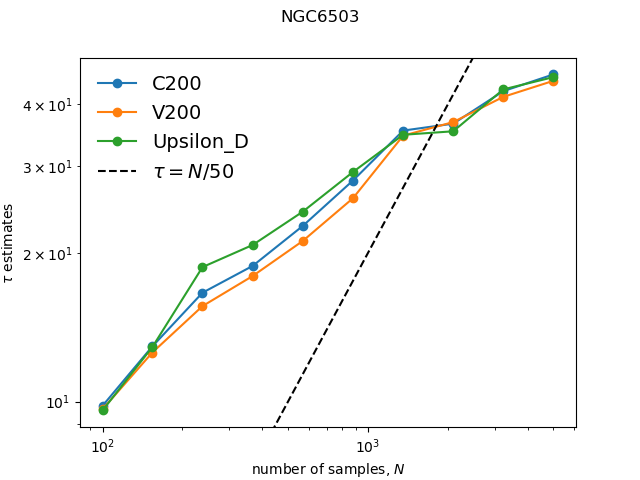 NGC6503
C200
V200
Upsilon_D
τ = N/50
4 × 10¹
3 × 10¹
2 × 10¹
10¹
τ estimates
10² 10³
number of samples, N